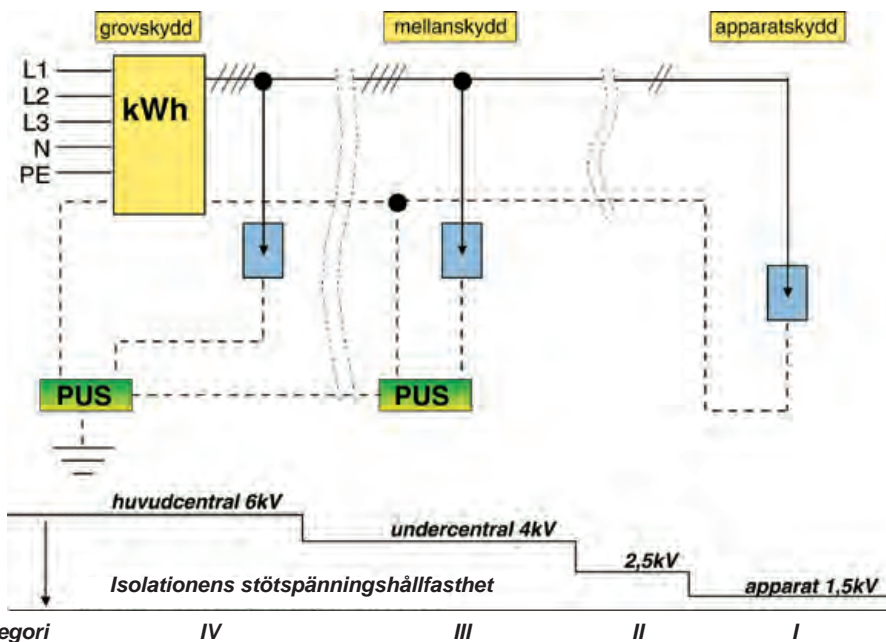 grovskydd mellanskydd apparatskydd
L1
L2
L3
N
PE
kWh
PUS PUS
huvudcentral 6kV
undercentral 4kV
2,5kV
Isolationens stötspänningshållfasthet
apparat 1,5kV
egori IV III II I